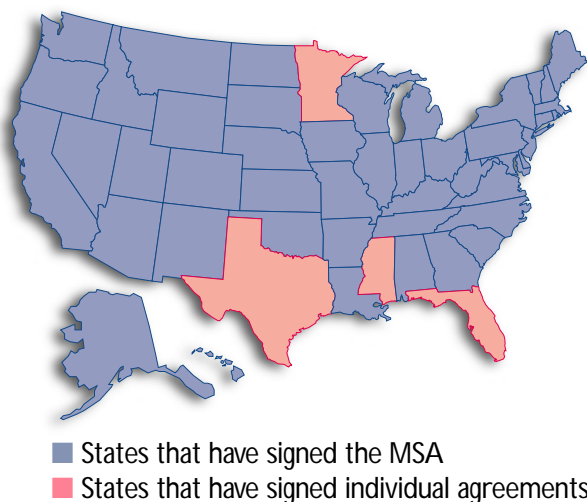 States that have signed the MSA
States that have signed individual agreements